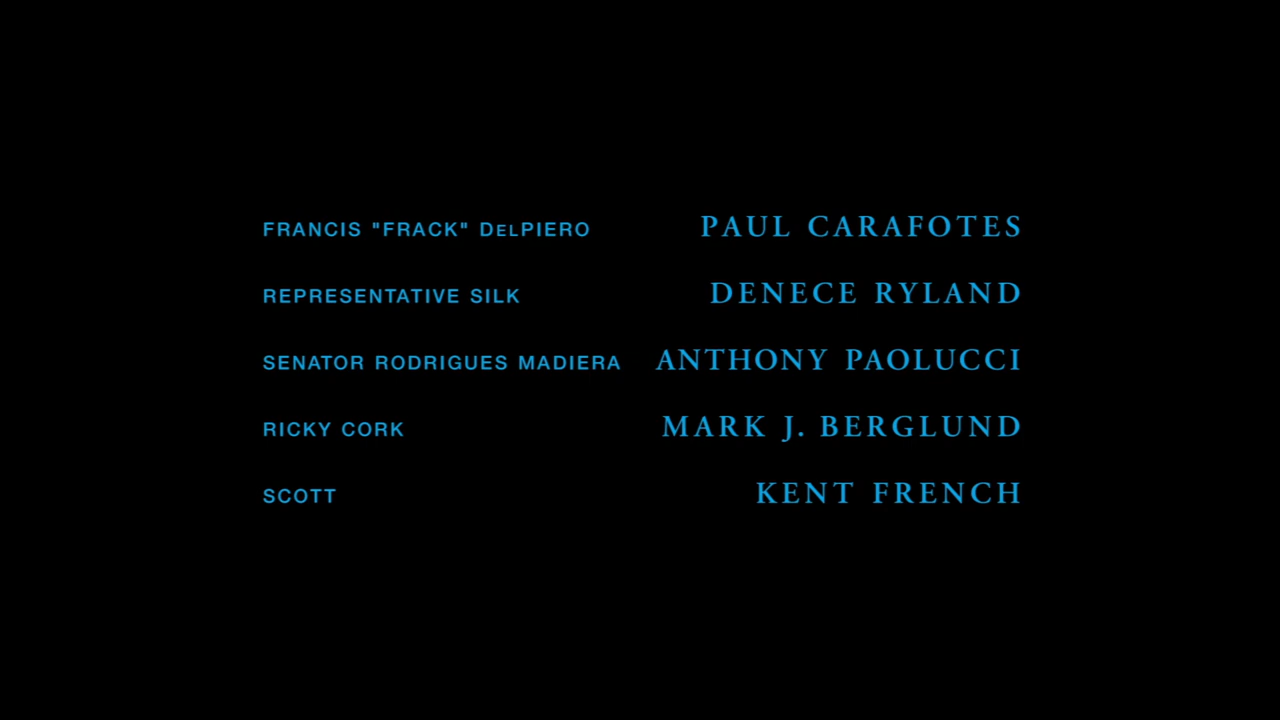 FRANCIS "FRACK" DELPIERO PAUL CARAFOTES
REPRESENTATIVE SILK DENECE RYLAND
SENATOR RODRIGUES MADIERA ANTHONY PAOLUCCI
RICKY CORK MARK J. BERGLUND
SCOTT KENT FRENCH